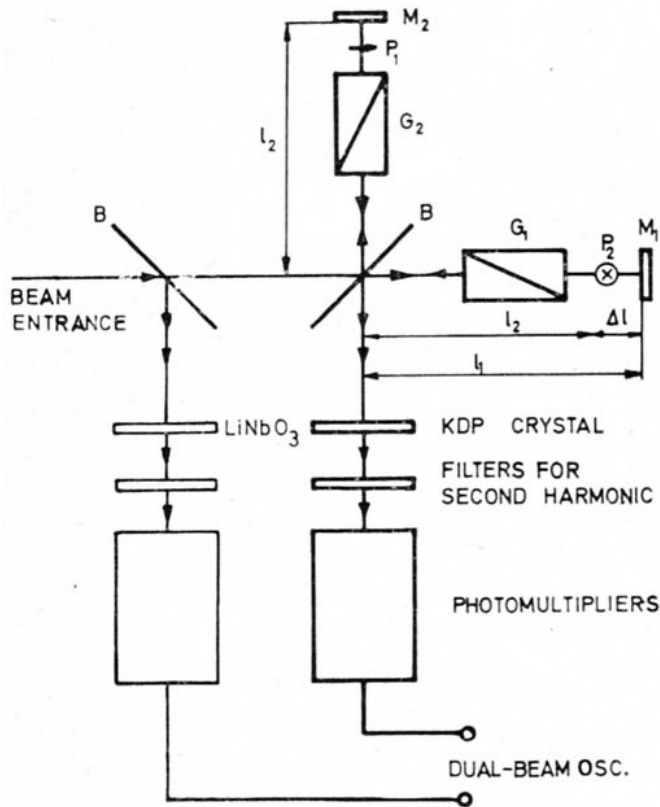 M₂
P₁
l₂
G₂
B
B
G₁
P₂
M₁
BEAM
ENTRANCE
l₂
Δl
l₁
LiNbO₃
KDP CRYSTAL
FILTERS FOR
SECOND HARMONIC
PHOTOMULTIPLIERS
DUAL-BEAM OSC.